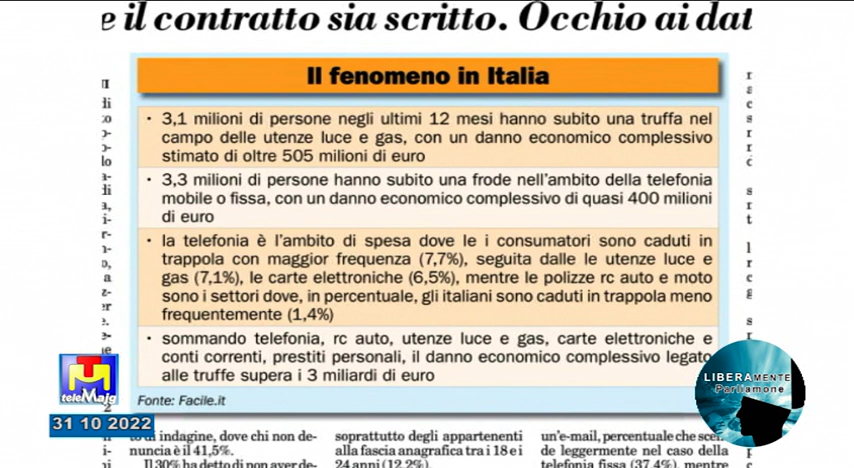 e il contratto sia scritto. Occhio ai dat
Il fenomeno in Italia
• 3,1 milioni di persone negli ultimi 12 mesi hanno subito una truffa nel
campo delle utenze luce e gas, con un danno economico complessivo
stimato di oltre 505 milioni di euro
• 3,3 milioni di persone hanno subito una frode nell'ambito della telefonia
mobile o fissa, con un danno economico complessivo di quasi 400 milioni
di euro
• la telefonia è l'ambito di spesa dove le i consumatori sono caduti in
trappola con maggior frequenza (7,7%), seguita dalle le utenze luce e
gas (7,1%), le carte elettroniche (6,5%), mentre le polizze rc auto e moto
sono i settori dove, in percentuale, gli italiani sono caduti in trappola meno
frequentemente (1,4%)
• sommando telefonia, rc auto, utenze luce e gas, carte elettroniche e
conti correnti, prestiti personali, il danno economico complessivo legato
alle truffe supera i 3 miliardi di euro
Fonte: Facile.it
teleMajg
31 10 2022
LIBERAMENTE
Parliamone
di indagine, dove chi non de-
nuncia è il 41,5%.
Il 30% ha detto di non aver de-
soprattutto degli appartenenti
alla fascia anagrafica tra i 18 e i
24 anni (12,2%).
un'e-mail, percentuale che scen
de leggermente nel caso della
telefonia fissa (37,4%), mentre